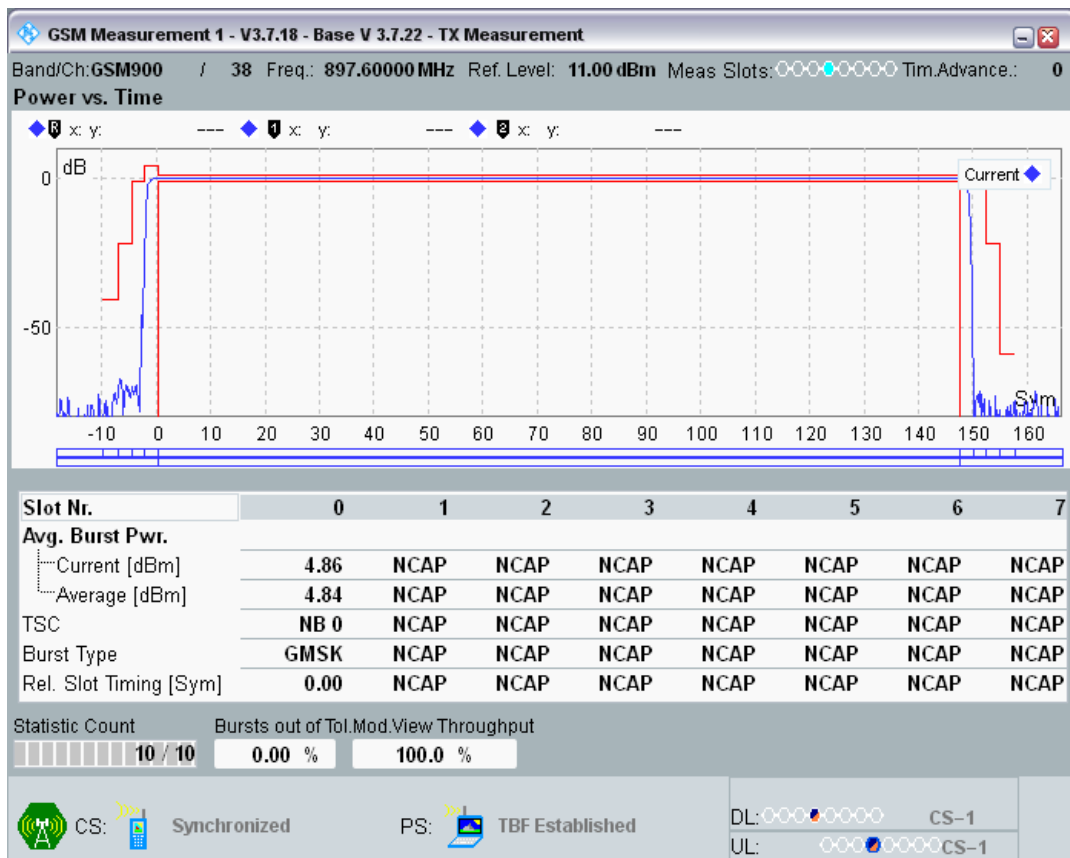 GSM Measurement 1 - V3.7.18 - Base V 3.7.22 - TX Measurement
Band/Ch:GSM900 / 38 Freq.: 897.60000 MHz Ref. Level: 11.00 dBm Meas Slots: Tim.Advance.: 0
Power vs. Time
R x: y: --- 1 x: y: --- 2 x: y: ---
dB
0
Current
-50
Sym
-10 0 10 20 30 40 50 60 70 80 90 100 110 120 130 140 150 160
Slot Nr. 0 1 2 3 4 5 6 7
Avg. Burst Pwr.
Current [dBm] 4.86 NCAP NCAP NCAP NCAP NCAP NCAP NCAP
Average [dBm] 4.84 NCAP NCAP NCAP NCAP NCAP NCAP NCAP
TSC NB 0 NCAP NCAP NCAP NCAP NCAP NCAP NCAP
Burst Type GMSK NCAP NCAP NCAP NCAP NCAP NCAP NCAP
Rel. Slot Timing [Sym] 0.00 NCAP NCAP NCAP NCAP NCAP NCAP NCAP
Statistic Count Bursts out of Tol.Mod.View Throughput
10 / 10 0.00 % 100.0 %
CS: Synchronized PS: TBF Established
DL: CS-1
UL: CS-1